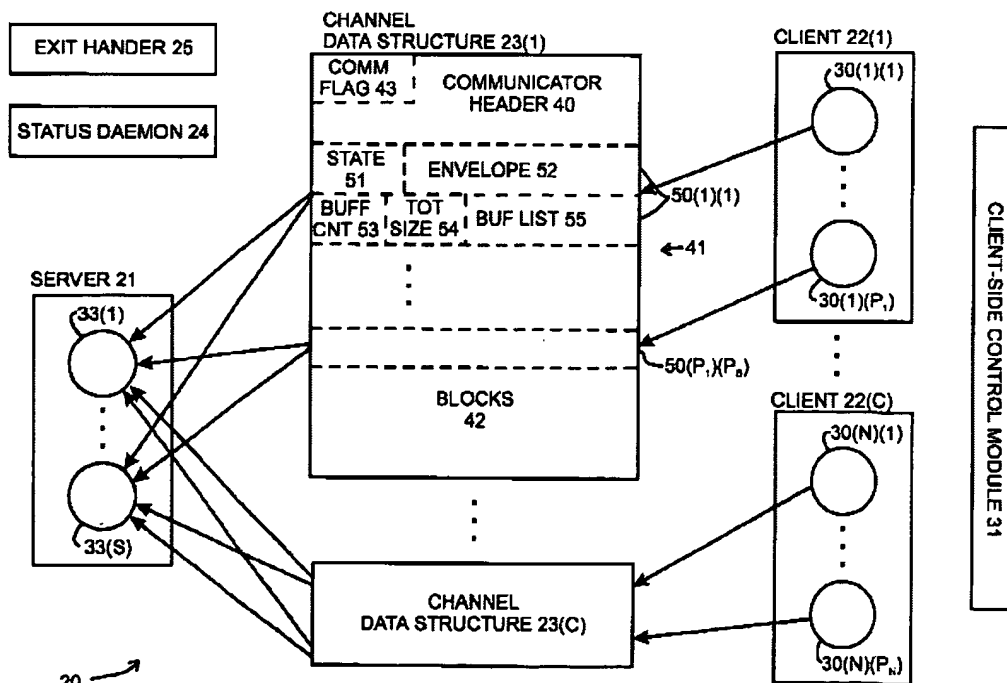 EXIT HANDER 25
STATUS DAEMON 24
CHANNEL
DATA STRUCTURE 23(1)
COMM
FLAG 43
COMMUNICATOR
HEADER 40
STATE
51
ENVELOPE 52
BUFF
CNT 53
TOT
SIZE 54
BUF LIST 55
50(1)(1)
41
50(P₁)(Pₙ)
BLOCKS
42
SERVER 21
33(1)
33(S)
CLIENT 22(1)
30(1)(1)
30(1)(P₁)
CLIENT 22(C)
30(N)(1)
30(N)(Pₙ)
CHANNEL
DATA STRUCTURE 23(C)
CLIENT-SIDE CONTROL MODULE 31
20